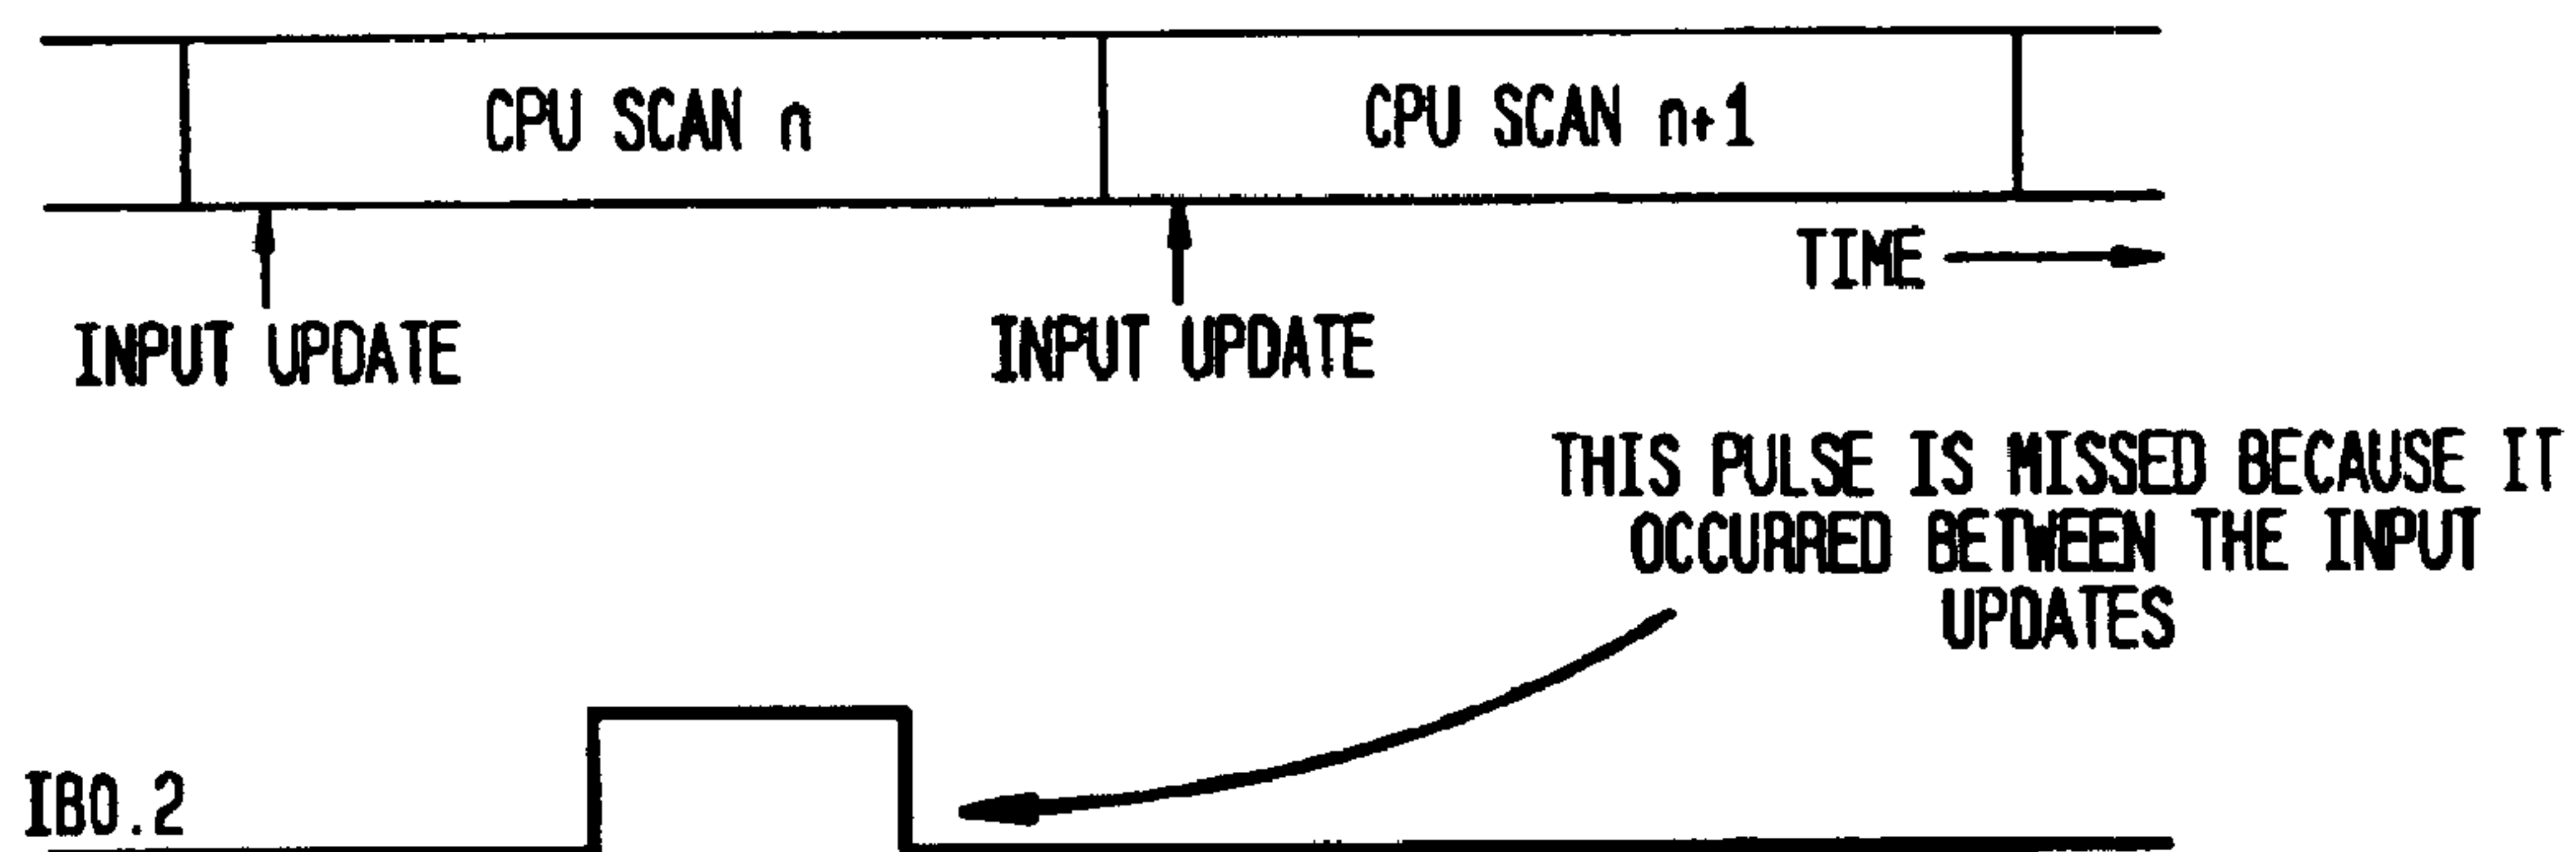 CPU SCAN n
CPU SCAN n+1
TIME
INPUT UPDATE
INPUT UPDATE
THIS PULSE IS MISSED BECAUSE IT
OCCURRED BETWEEN THE INPUT
UPDATES
IB0.2